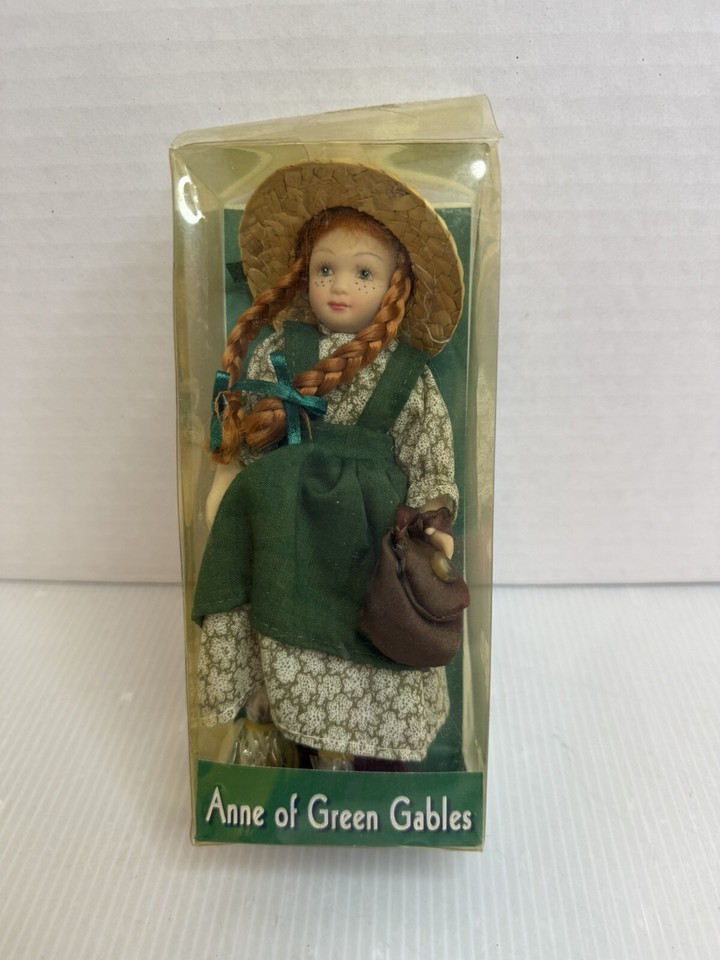 Anne of Green Gables